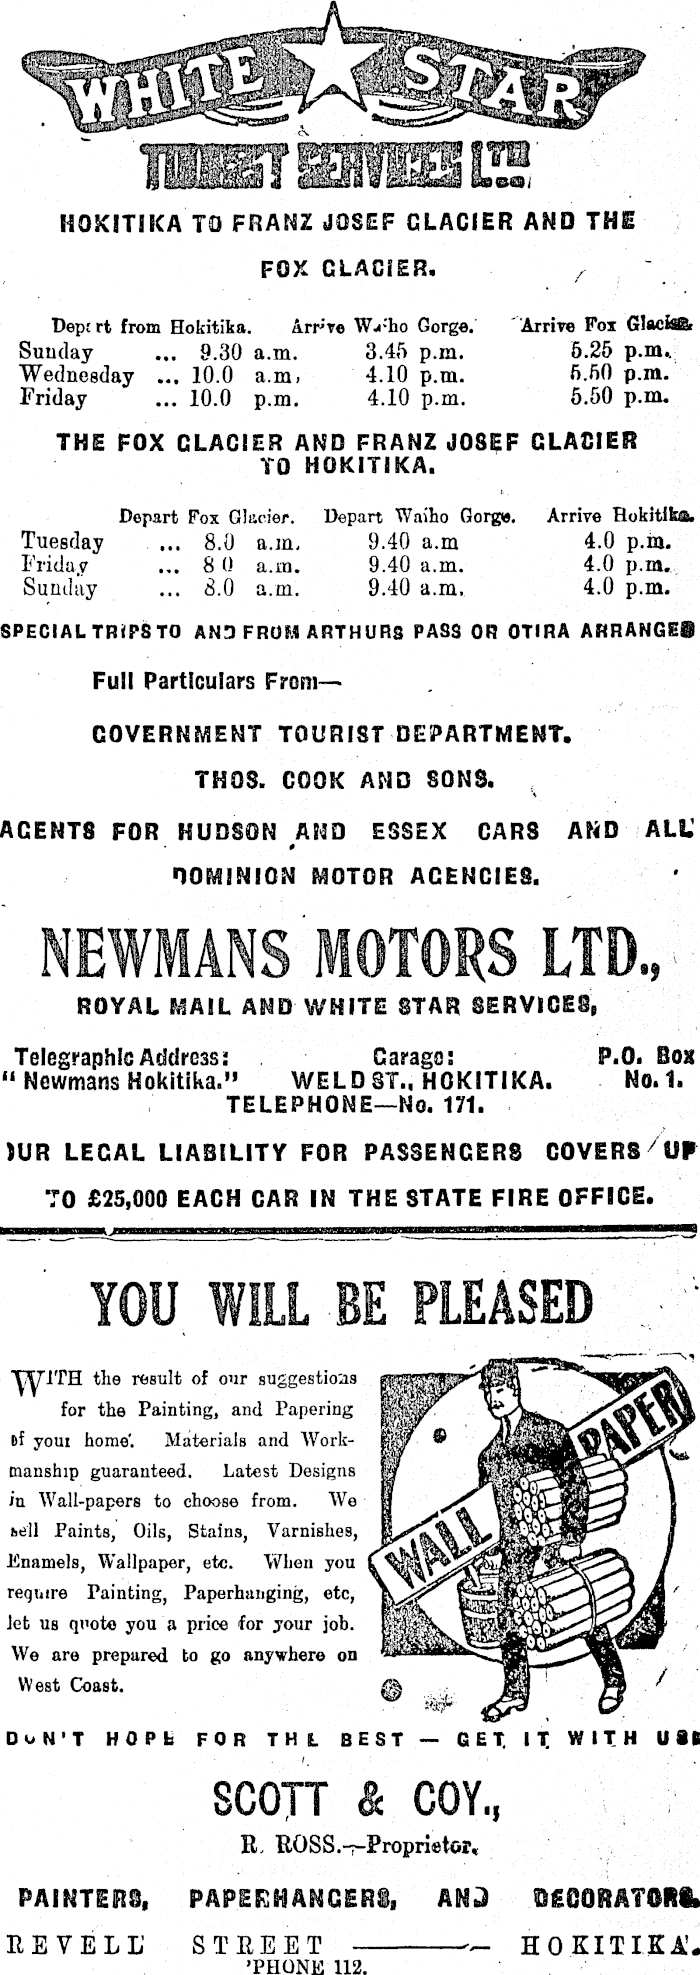 WHITE STAR
TOURIST SERVICES LTD.
HOKITIKA TO FRANZ JOSEF GLACIER AND THE
FOX GLACIER.
Depart from Hokitika. Arrive Waiho Gorge. Arrive Fox Glacier.
Sunday ... 9.30 a.m. 3.45 p.m. 5.25 p.m.
Wednesday ... 10.0 a.m. 4.10 p.m. 5.50 p.m.
Friday ... 10.0 p.m. 4.10 p.m. 5.50 p.m.
THE FOX GLACIER AND FRANZ JOSEF GLACIER
TO HOKITIKA.
Depart Fox Glacier. Depart Waiho Gorge. Arrive Hokitika.
Tuesday ... 8.0 a.m. 9.40 a.m 4.0 p.m.
Friday ... 8 0 a.m. 9.40 a.m. 4.0 p.m.
Sunday ... 8.0 a.m. 9.40 a.m. 4.0 p.m.
SPECIAL TRIPS TO AND FROM ARTHURS PASS OR OTIRA ARRANGED
Full Particulars From—
GOVERNMENT TOURIST DEPARTMENT.
THOS. COOK AND SONS.
AGENTS FOR HUDSON AND ESSEX CARS AND ALL
DOMINION MOTOR AGENCIES.
NEWMANS MOTORS LTD.,
ROYAL MAIL AND WHITE STAR SERVICES,
Telegraphic Address: Garage: P.O. Box
"Newmans Hokitika." WELD ST., HOKITIKA. No. 1.
TELEPHONE—No. 171.
OUR LEGAL LIABILITY FOR PASSENGERS COVERS UP
TO £25,000 EACH CAR IN THE STATE FIRE OFFICE.
YOU WILL BE PLEASED
WITH the result of our suggestions
for the Painting, and Papering
of your home. Materials and Work-
manship guaranteed. Latest Designs
in Wall-papers to choose from. We
sell Paints, Oils, Stains, Varnishes,
Enamels, Wallpaper, etc. When you
require Painting, Paperhanging, etc,
let us quote you a price for your job.
We are prepared to go anywhere on
West Coast.
WALL PAPER
DON'T HOPE FOR THE BEST — GET IT WITH US
SCOTT & COY.,
R. ROSS.—Proprietor.
PAINTERS, PAPERHANGERS, AND DECORATORS.
REVELL STREET — HOKITIKA.
'PHONE 112.